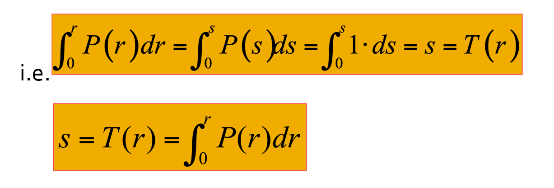 i.e. ∫₀ʳ P(r)dr = ∫₀ˢ P(s)ds = ∫₀ˢ 1·ds = s = T(r)
s = T(r) = ∫₀ʳ P(r)dr